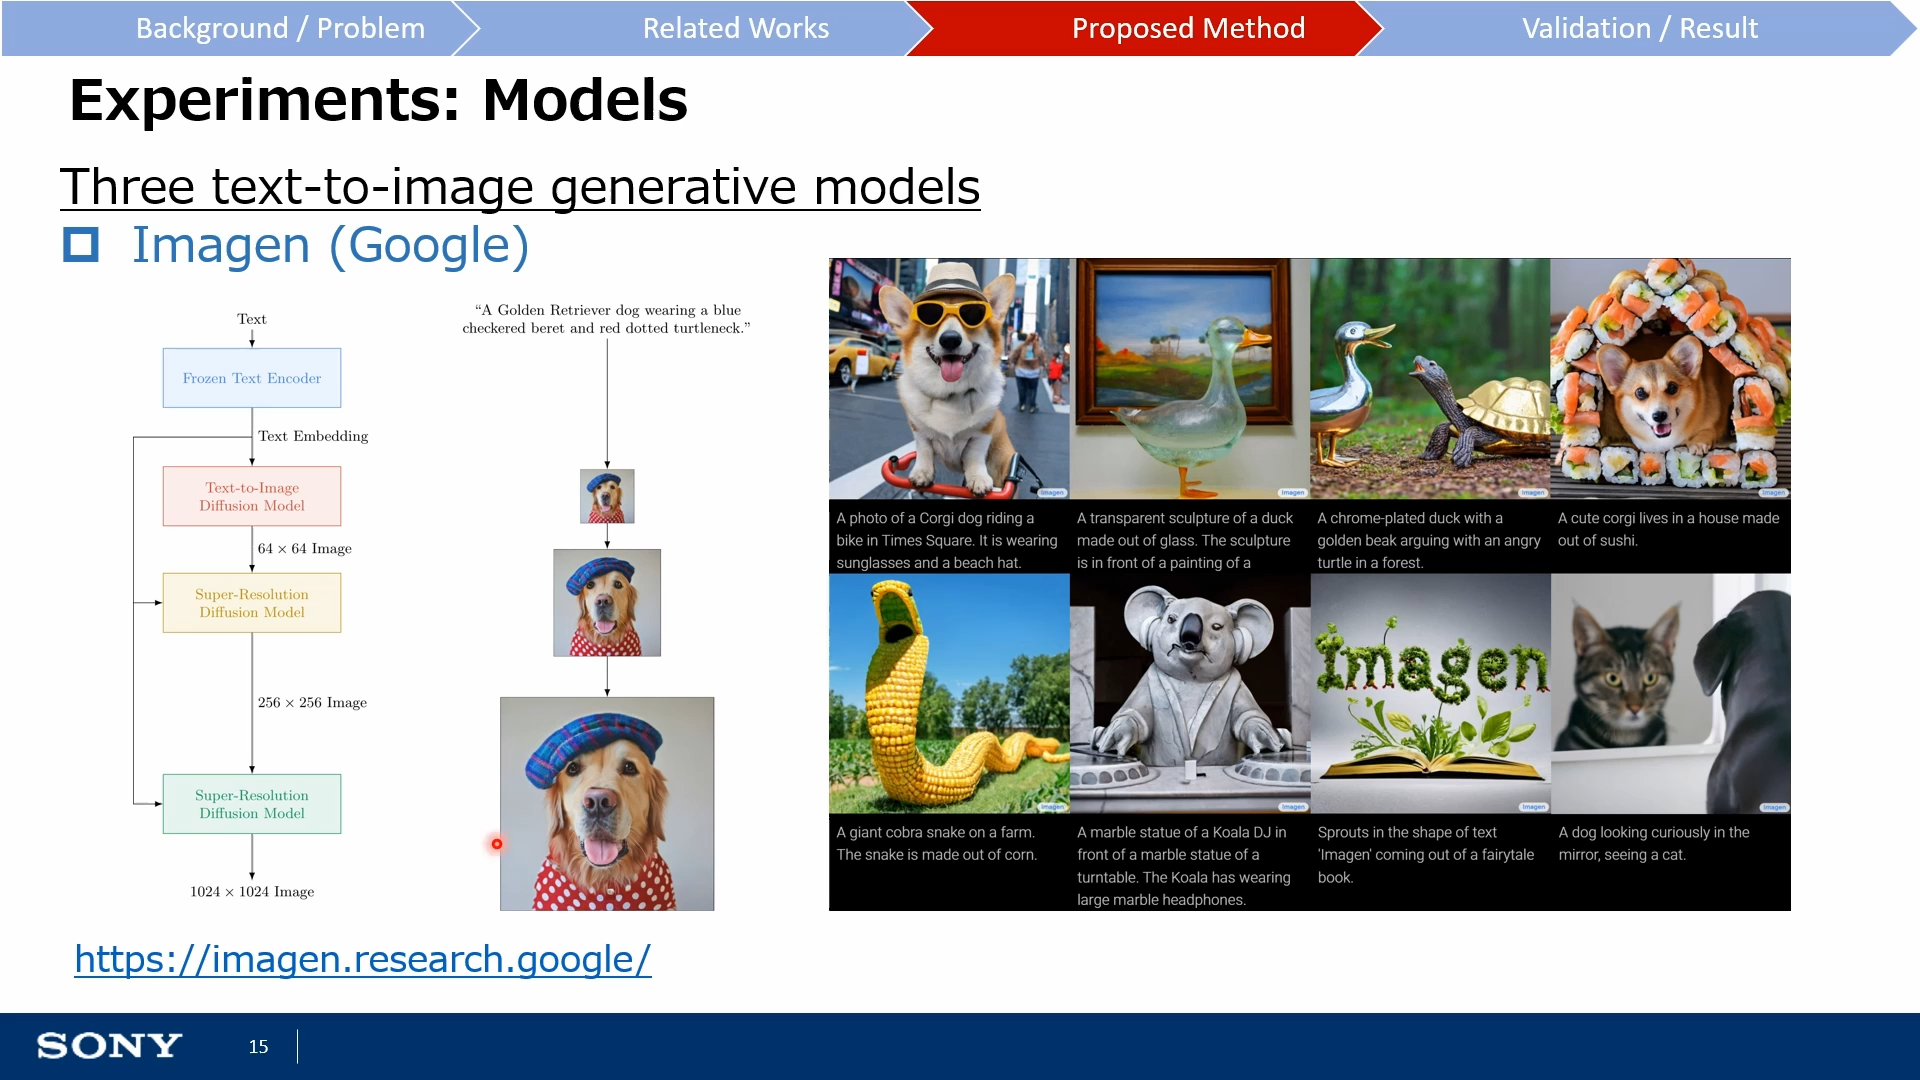 Background / Problem
Related Works
Proposed Method
Validation / Result
Experiments: Models
Three text-to-image generative models
Imagen (Google)
Text
Frozen Text Encoder
Text Embedding
Text-to-Image
Diffusion Model
64 × 64 Image
Super-Resolution
Diffusion Model
256 × 256 Image
Super-Resolution
Diffusion Model
1024 × 1024 Image
“A Golden Retriever dog wearing a blue
checkered beret and red dotted turtleneck.”
Imagen
Imagen
Imagen
Imagen
A photo of a Corgi dog riding a
bike in Times Square. It is wearing
sunglasses and a beach hat.
A transparent sculpture of a duck
made out of glass. The sculpture
is in front of a painting of a
A chrome-plated duck with a
golden beak arguing with an angry
turtle in a forest.
A cute corgi lives in a house made
out of sushi.
Imagen
Imagen
Imagen
Imagen
Imagen
A giant cobra snake on a farm.
The snake is made out of corn.
A marble statue of a Koala DJ in
front of a marble statue of a
turntable. The Koala has wearing
large marble headphones.
Sprouts in the shape of text
'Imagen' coming out of a fairytale
book.
A dog looking curiously in the
mirror, seeing a cat.
https://imagen.research.google/
SONY
15